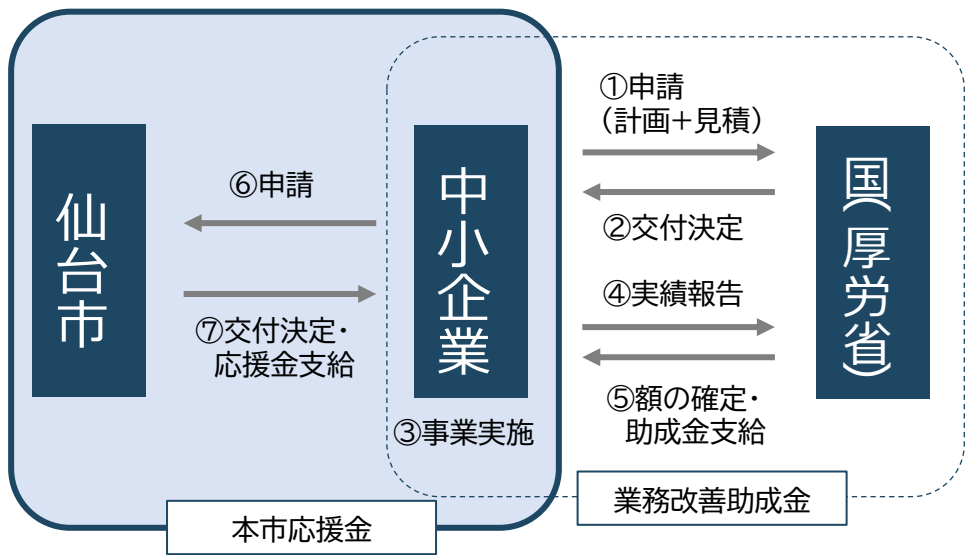 仙台市
⑥申請
⑦交付決定・
応援金支給
中小企業
③事業実施
①申請
（計画＋見積）
②交付決定
④実績報告
⑤額の確定・
助成金支給
国（厚労省）
本市応援金
業務改善助成金